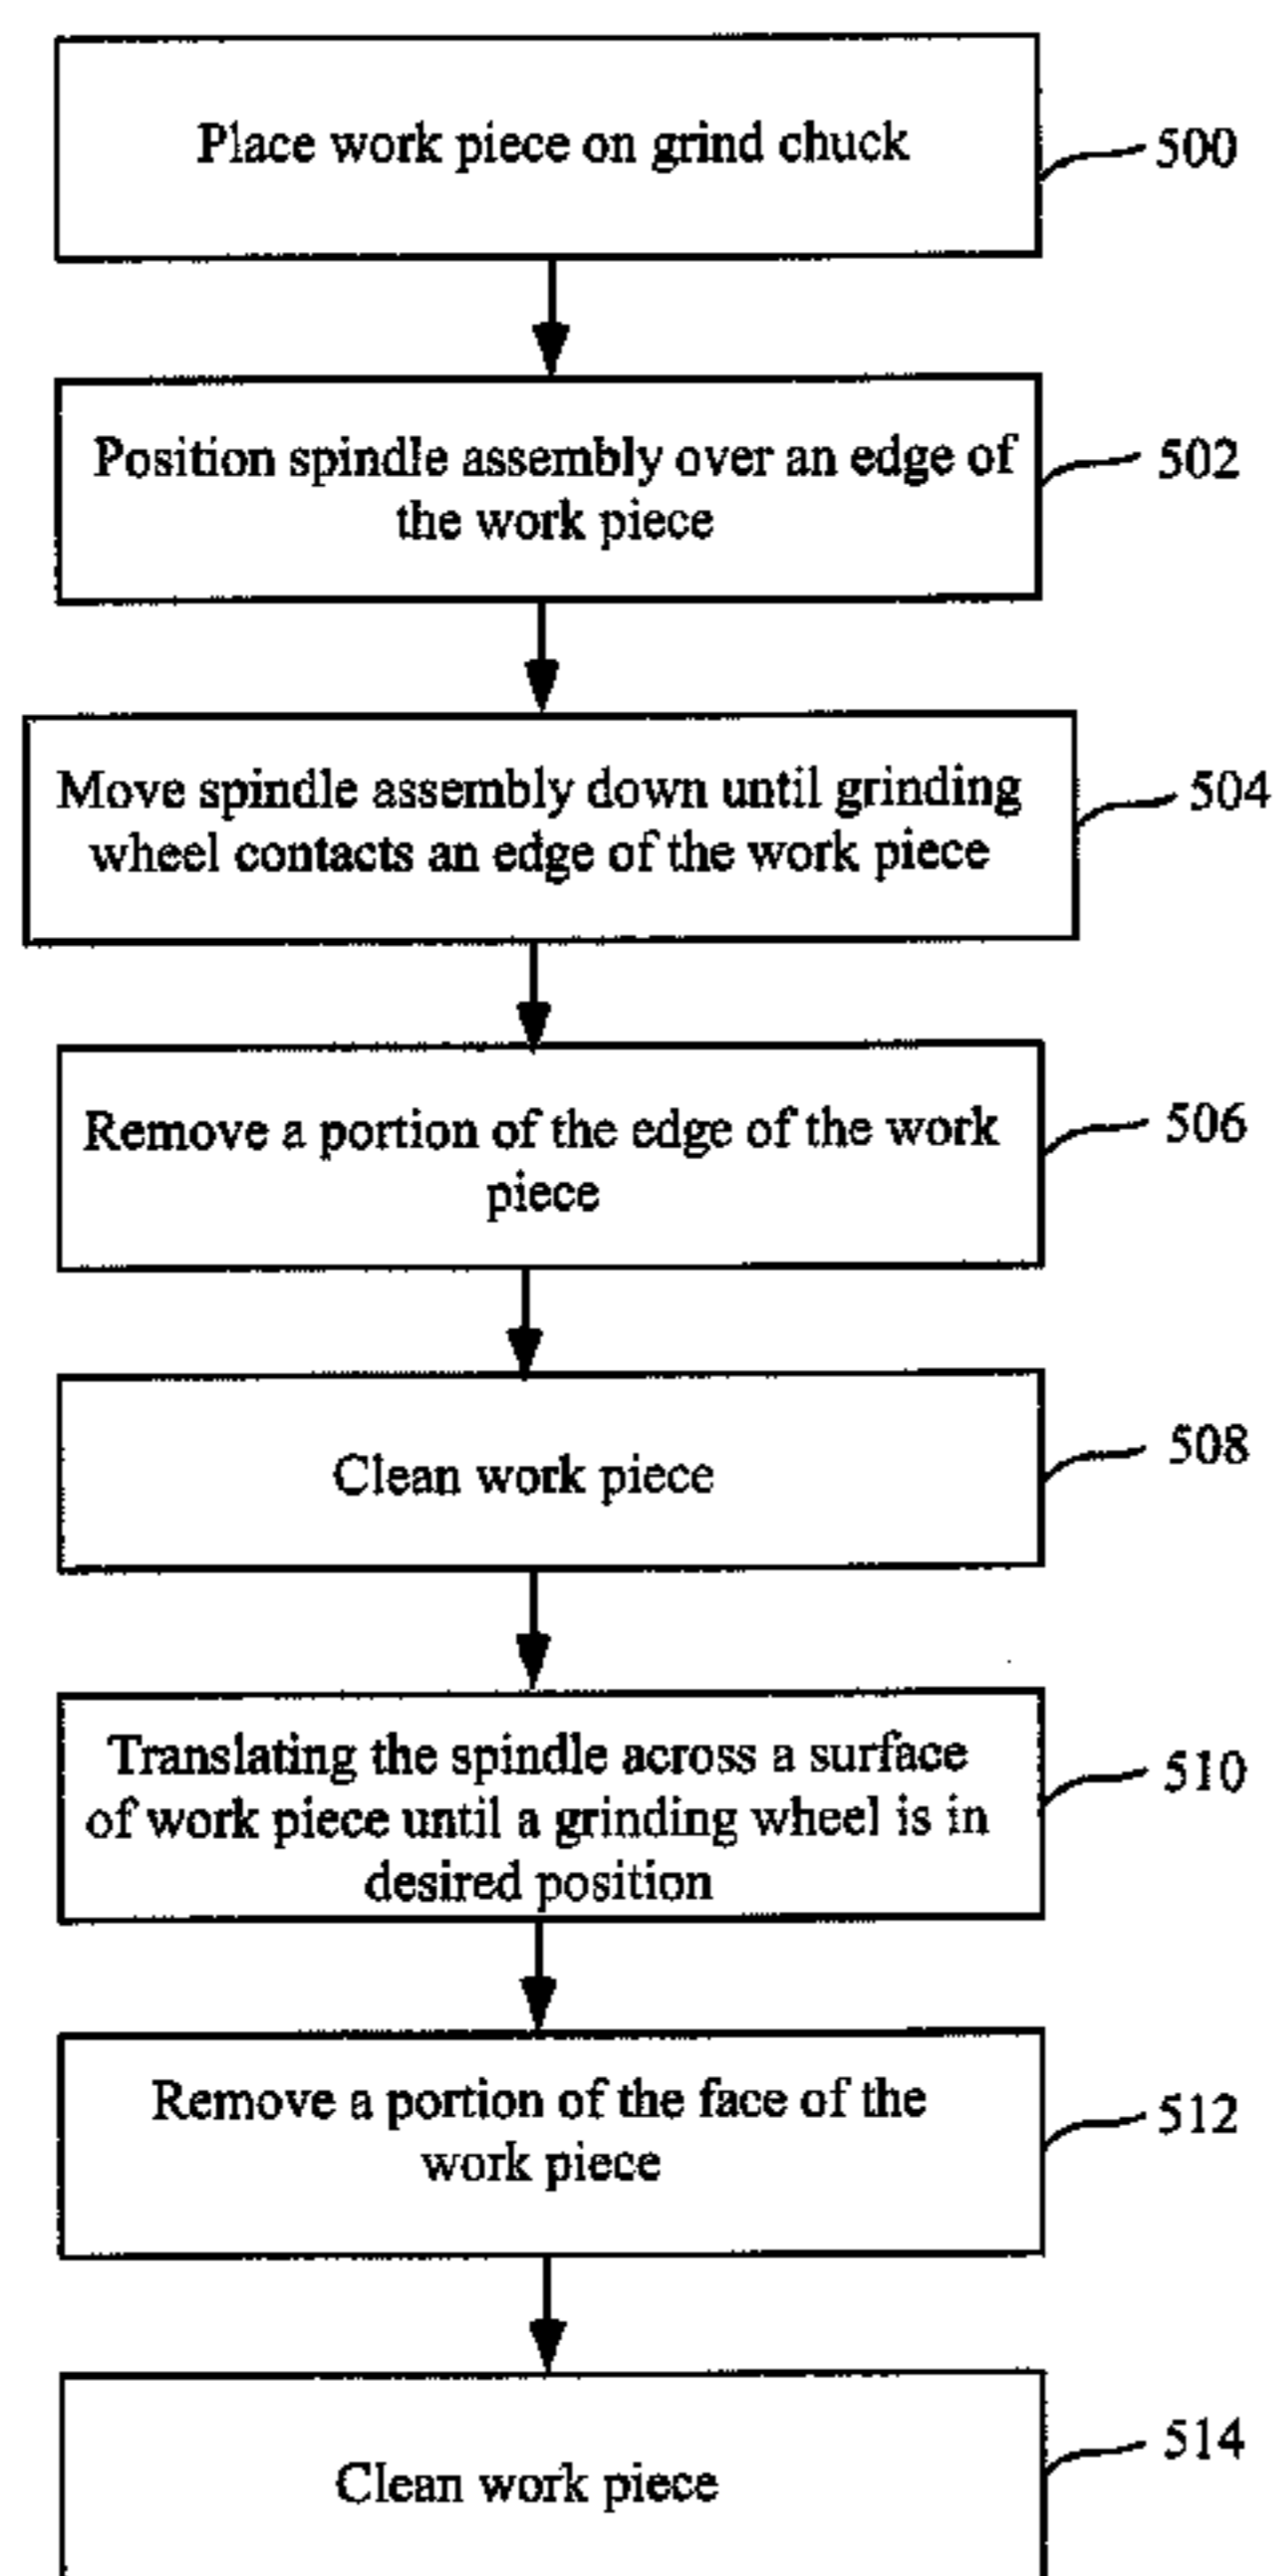 Place work piece on grind chuck
500
Position spindle assembly over an edge of
the work piece
502
Move spindle assembly down until grinding
wheel contacts an edge of the work piece
504
Remove a portion of the edge of the work
piece
506
Clean work piece
508
Translating the spindle across a surface
of work piece until a grinding wheel is in
desired position
510
Remove a portion of the face of the
work piece
512
Clean work piece
514